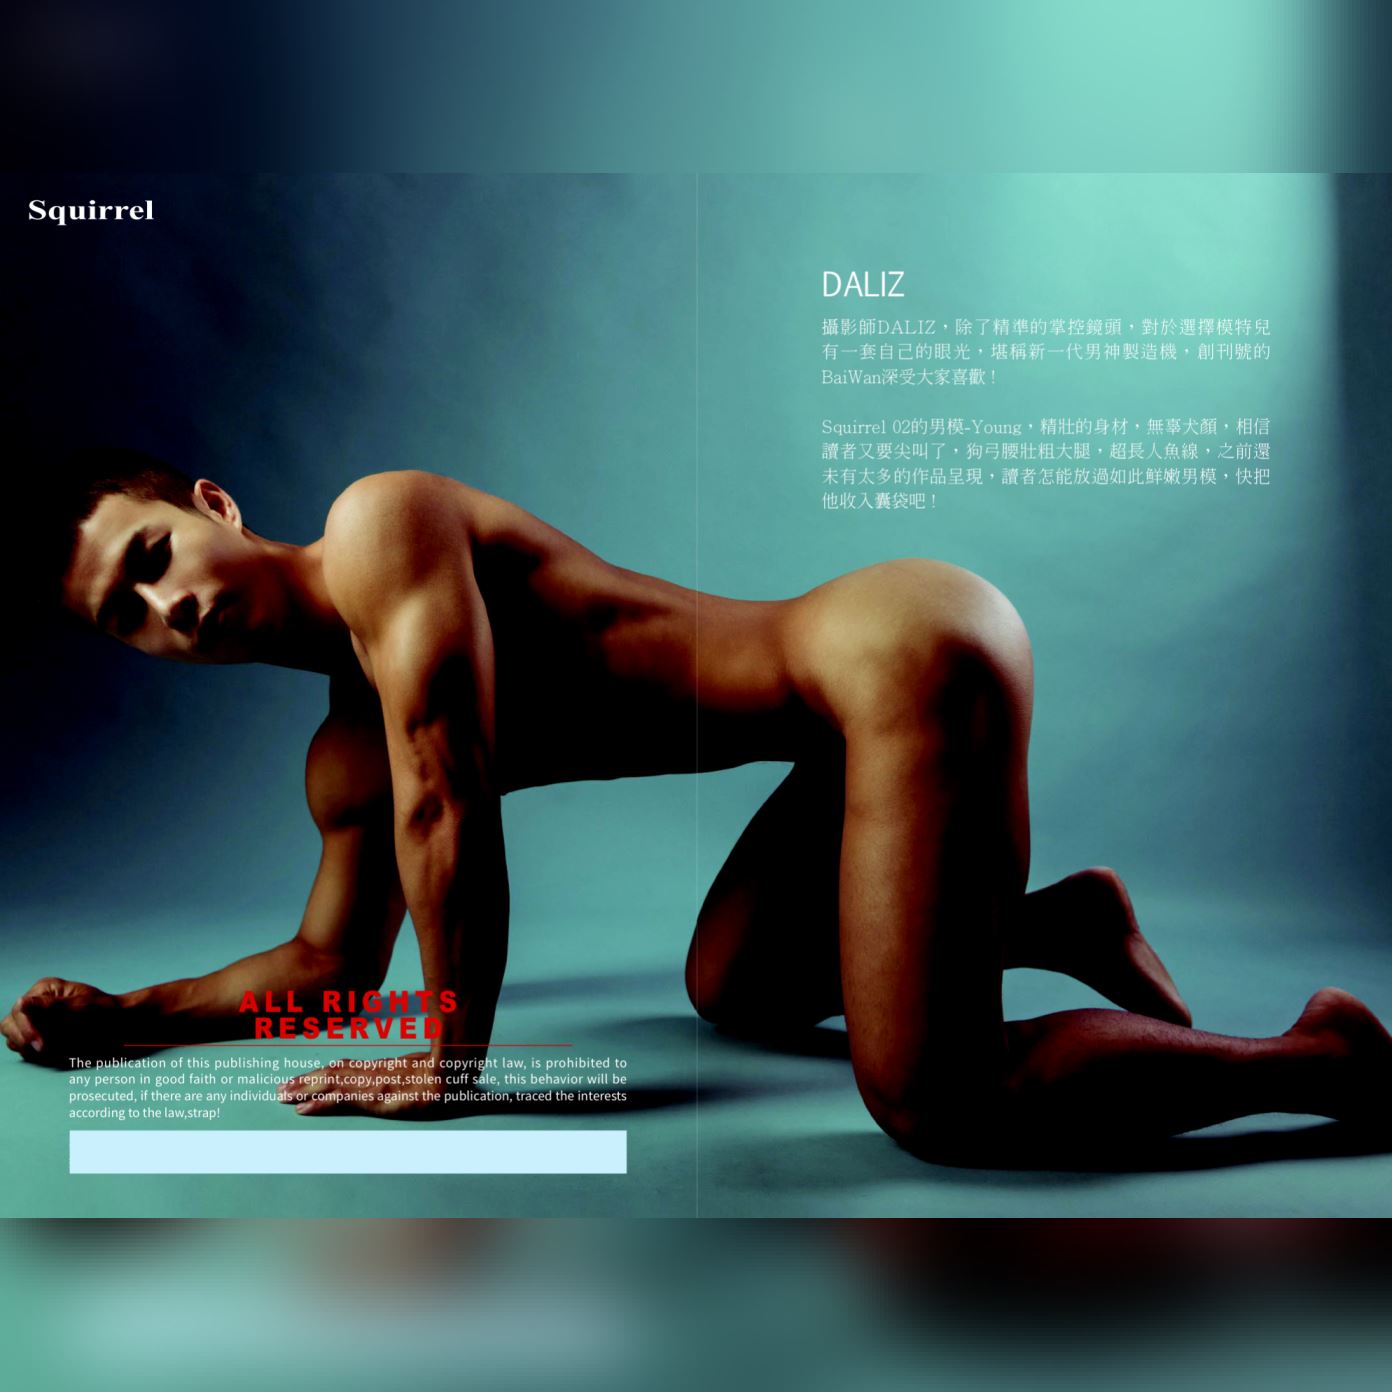 Squirrel
DALIZ
攝影師DALIZ，除了精準的掌控鏡頭，對於選擇模特兒
有一套自己的眼光，堪稱新一代男神製造機，創刊號的
BaiWan深受大家喜歡！
Squirrel 02的男模-Young，精壯的身材，無辜犬顏，相信
讀者又要尖叫了，狗弓腰壯粗大腿，超長人魚線，之前還
未有太多的作品呈現，讀者怎能放過如此鮮嫩男模，快把
他收入囊袋吧！
ALL RIGHTS
RESERVED
The publication of this publishing house, on copyright and copyright law, is prohibited to
any person in good faith or malicious reprint,copy,post,stolen cuff sale, this behavior will be
prosecuted, if there are any individuals or companies against the publication, traced the interests
according to the law,strap!